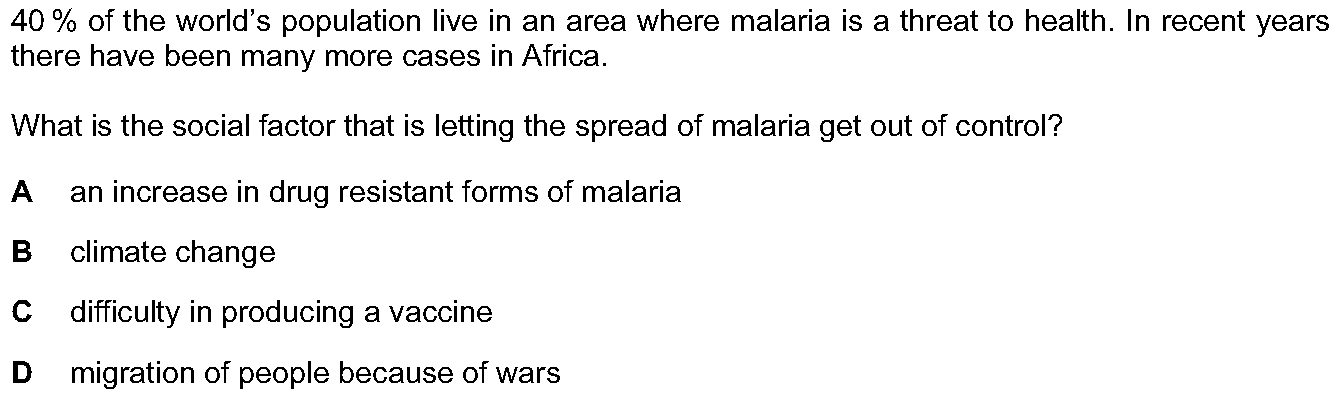 40 % of the world’s population live in an area where malaria is a threat to health. In recent years
there have been many more cases in Africa.
What is the social factor that is letting the spread of malaria get out of control?
A an increase in drug resistant forms of malaria
B climate change
C difficulty in producing a vaccine
D migration of people because of wars